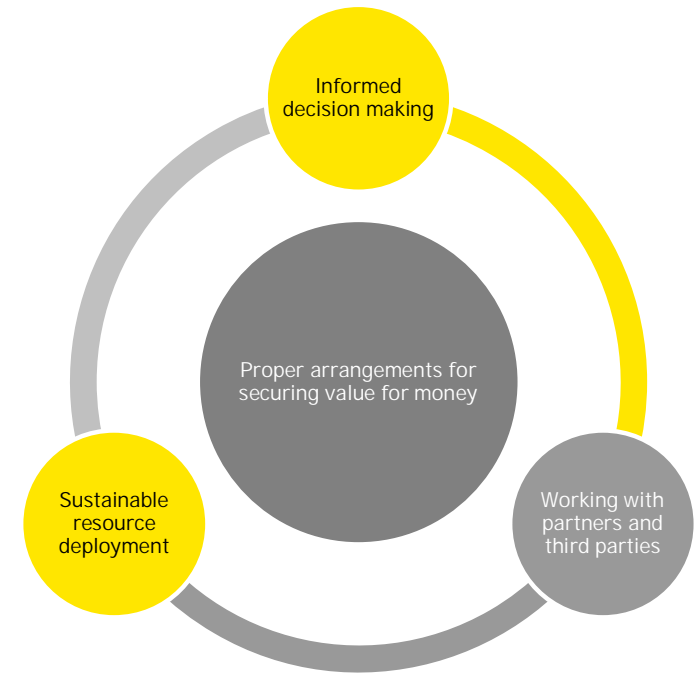 Informed
decision making
Proper arrangements for
securing value for money
Sustainable
resource
deployment
Working with
partners and
third parties